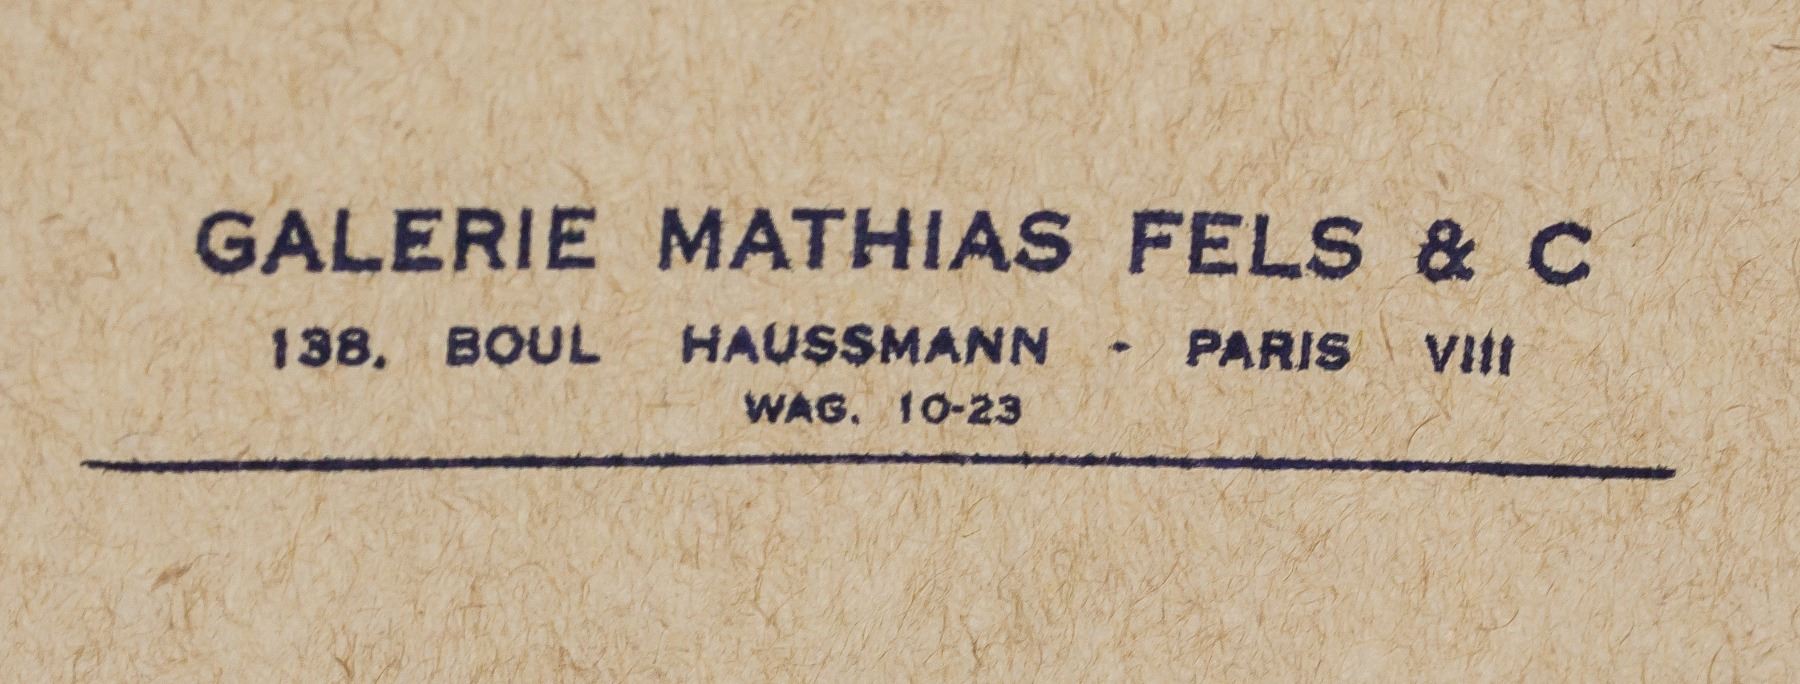 GALERIE MATHIAS FELS & C
138. BOUL HAUSSMANN - PARIS VIII
WAG. 10-23